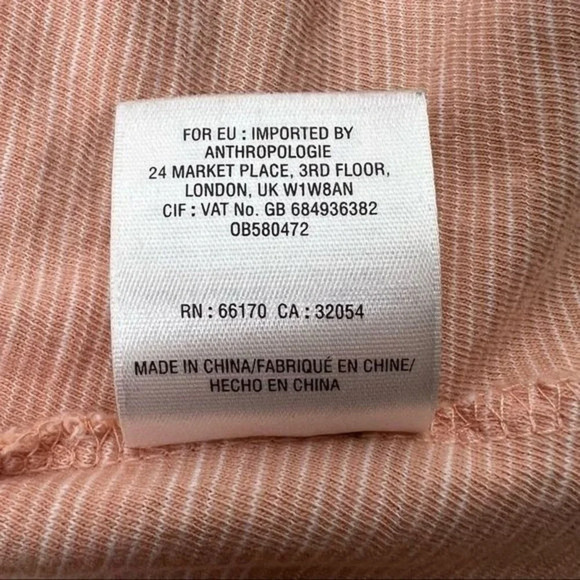 FOR EU : IMPORTED BY
ANTHROPOLOGIE
24 MARKET PLACE, 3RD FLOOR,
LONDON, UK W1W8AN
CIF : VAT No. GB 684936382
OB580472
RN : 66170 CA : 32054
MADE IN CHINA/FABRIQUÉ EN CHINE/
HECHO EN CHINA